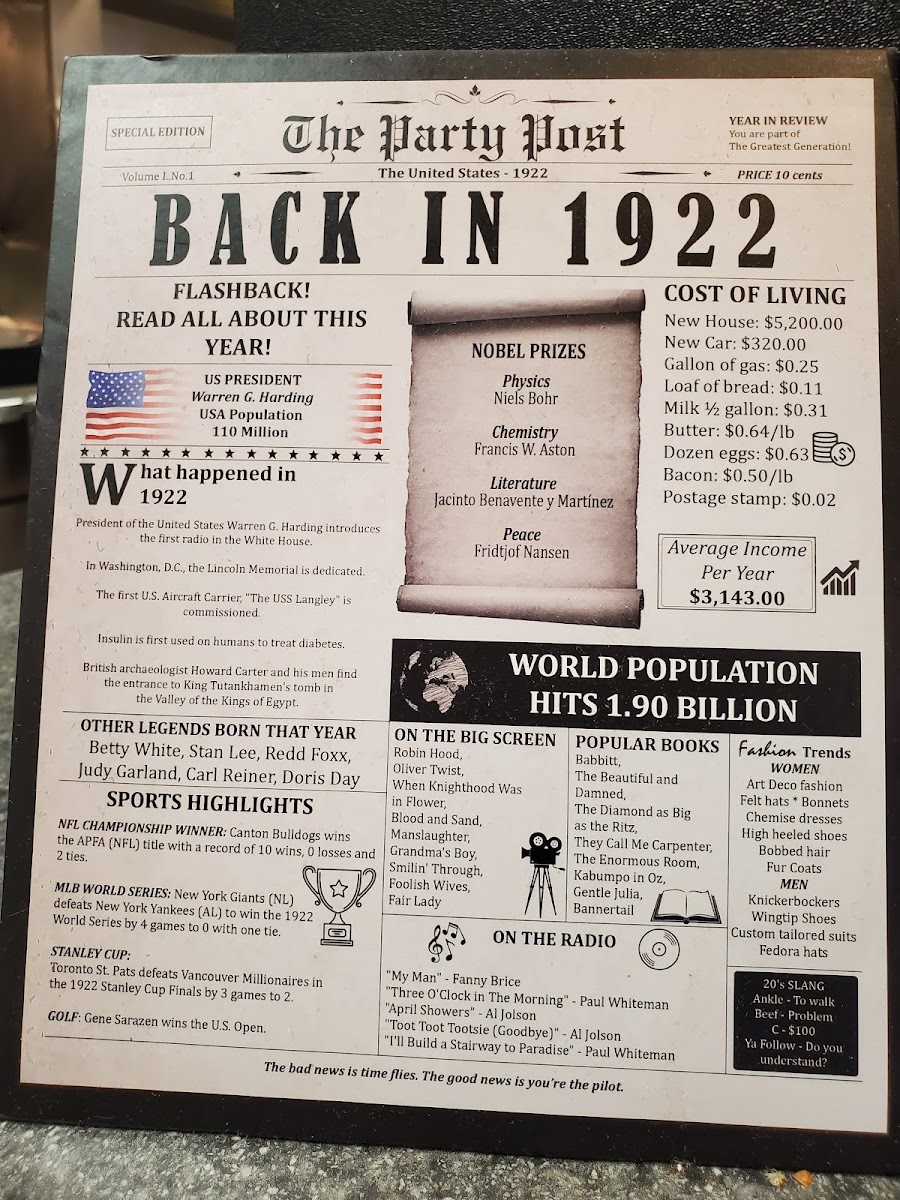 SPECIAL EDITION
The Party Post
YEAR IN REVIEW
You are part of
The Greatest Generation!
Volume I..No.1
The United States - 1922
PRICE 10 cents
BACK IN 1922
FLASHBACK!
READ ALL ABOUT THIS
YEAR!
US PRESIDENT
Warren G. Harding
USA Population
110 Million
What happened in
1922
President of the United States Warren G. Harding introduces
the first radio in the White House.
In Washington, D.C., the Lincoln Memorial is dedicated.
The first U.S. Aircraft Carrier, "The USS Langley" is
commissioned.
Insulin is first used on humans to treat diabetes.
British archaeologist Howard Carter and his men find
the entrance to King Tutankhamen's tomb in
the Valley of the Kings of Egypt.
NOBEL PRIZES
Physics
Niels Bohr
Chemistry
Francis W. Aston
Literature
Jacinto Benavente y Martínez
Peace
Fridtjof Nansen
COST OF LIVING
New House: $5,200.00
New Car: $320.00
Gallon of gas: $0.25
Loaf of bread: $0.11
Milk ½ gallon: $0.31
Butter: $0.64/lb
Dozen eggs: $0.63
Bacon: $0.50/lb
Postage stamp: $0.02
Average Income
Per Year
$3,143.00
WORLD POPULATION
HITS 1.90 BILLION
OTHER LEGENDS BORN THAT YEAR
Betty White, Stan Lee, Redd Foxx,
Judy Garland, Carl Reiner, Doris Day
SPORTS HIGHLIGHTS
NFL CHAMPIONSHIP WINNER: Canton Bulldogs wins
the APFA (NFL) title with a record of 10 wins, 0 losses and
2 ties.
MLB WORLD SERIES: New York Giants (NL)
defeats New York Yankees (AL) to win the 1922
World Series by 4 games to 0 with one tie.
STANLEY CUP:
Toronto St. Pats defeats Vancouver Millionaires in
the 1922 Stanley Cup Finals by 3 games to 2.
GOLF: Gene Sarazen wins the U.S. Open.
ON THE BIG SCREEN
Robin Hood,
Oliver Twist,
When Knighthood Was
in Flower,
Blood and Sand,
Manslaughter,
Grandma's Boy,
Smilin' Through,
Foolish Wives,
Fair Lady
POPULAR BOOKS
Babbitt,
The Beautiful and
Damned,
The Diamond as Big
as the Ritz,
They Call Me Carpenter,
The Enormous Room,
Kabumpo in Oz,
Gentle Julia,
Bannertail
Fashion Trends
WOMEN
Art Deco fashion
Felt hats * Bonnets
Chemise dresses
High heeled shoes
Bobbed hair
Fur Coats
MEN
Knickerbockers
Wingtip Shoes
Custom tailored suits
Fedora hats
ON THE RADIO
"My Man" - Fanny Brice
"Three O'Clock in The Morning" - Paul Whiteman
"April Showers" - Al Jolson
"Toot Toot Tootsie (Goodbye)" - Al Jolson
"I'll Build a Stairway to Paradise" - Paul Whiteman
20's SLANG
Ankle - To walk
Beef - Problem
C - $100
Ya Follow - Do you
understand?
The bad news is time flies. The good news is you're the pilot.